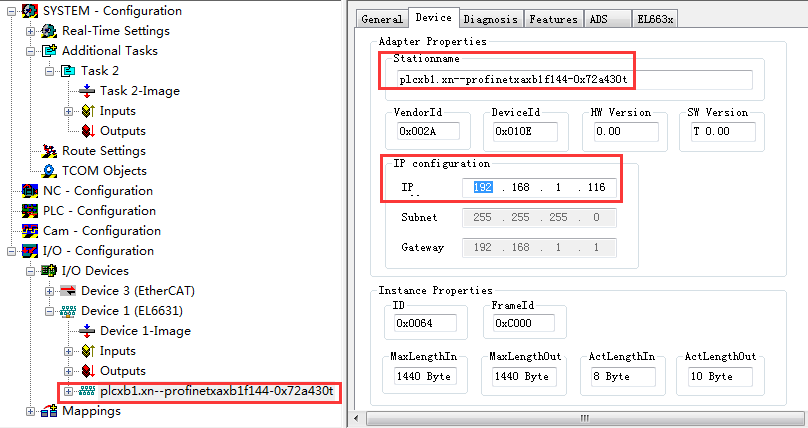 SYSTEM - Configuration
Real-Time Settings
Additional Tasks
Task 2
Task 2-Image
Inputs
Outputs
Route Settings
TCOM Objects
NC - Configuration
PLC - Configuration
Cam - Configuration
I/O - Configuration
I/O Devices
Device 3 (EtherCAT)
Device 1 (EL6631)
Device 1-Image
Inputs
Outputs
plcxb1.xn--profinetxaxb1f144-0x72a430t
Mappings
General Device Diagnosis Features ADS EL663x
Adapter Properties
Stationname
plcxb1.xn--profinetxaxb1f144-0x72a430t
VendorId DeviceId HW Version SW Version
0x002A 0x010E 0.00 T 0.00
IP configuration
IP 192 . 168 . 1 . 116
Subnet 255 . 255 . 255 . 0
Gateway 192 . 168 . 1 . 1
Instance Properties
ID FrameId
0x0064 0xC000
MaxLengthIn MaxLengthOut ActLengthIn ActLengthOut
1440 Byte 1440 Byte 8 Byte 10 Byte